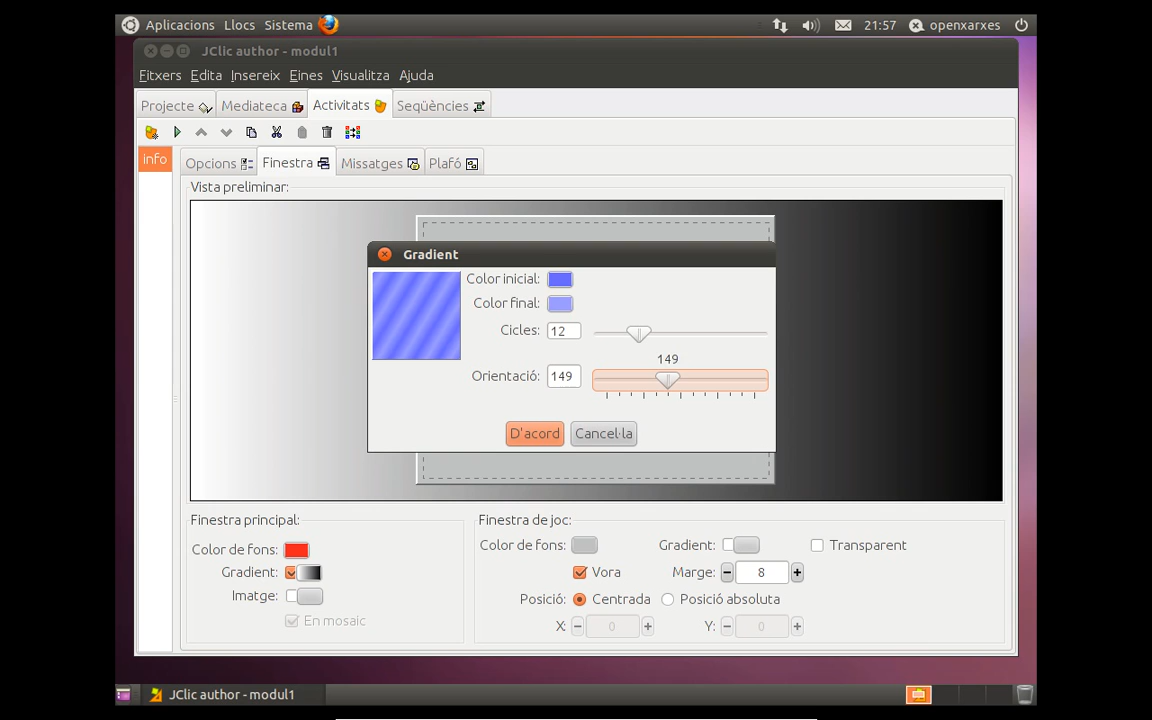 Aplicacions Llocs Sistema 21:57 openxarxes
JClic author - modul1
Fitxers Edita Insereix Eines Visualitza Ajuda
Projecte Mediateca Activitats Seqüències
info
Opcions Finestra Missatges Plafó
Vista preliminar:
Gradient
Color inicial:
Color final:
Cicles: 12
149
Orientació: 149
D'acord Cancel·la
Finestra principal:
Color de fons:
Gradient:
Imatge:
En mosaic
Finestra de joc:
Color de fons: Gradient: Transparent
Vora Marge: 8
Posició: Centrada Posició absoluta
X: 0 Y: 0
JClic author - modul1